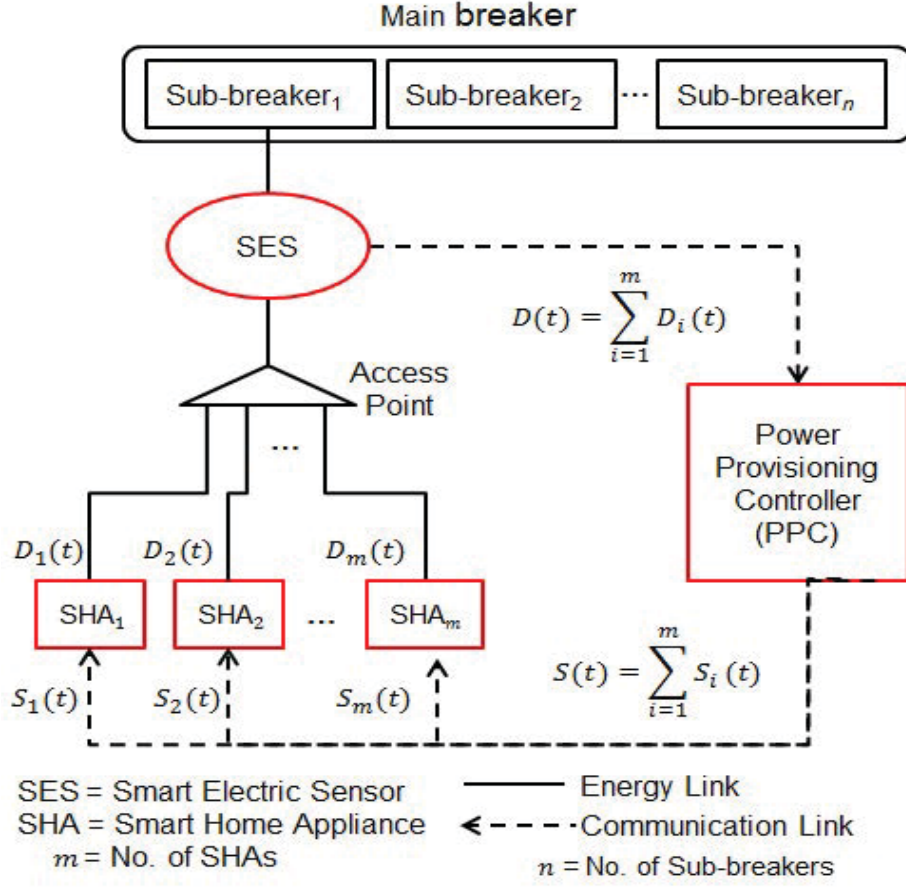 Main breaker
Sub-breaker₁ Sub-breaker₂ ... Sub-breakerₙ
SES
D(t) = ∑_{i=1}^{m} D_i(t)
Access
Point
...
Power
Provisioning
Controller
(PPC)
D₁(t) D₂(t) Dₘ(t)
SHA₁ SHA₂ ... SHAₘ
S(t) = ∑_{i=1}^{m} S_i(t)
S₁(t) S₂(t) Sₘ(t)
SES = Smart Electric Sensor
SHA = Smart Home Appliance
m = No. of SHAs
Energy Link
Communication Link
n = No. of Sub-breakers